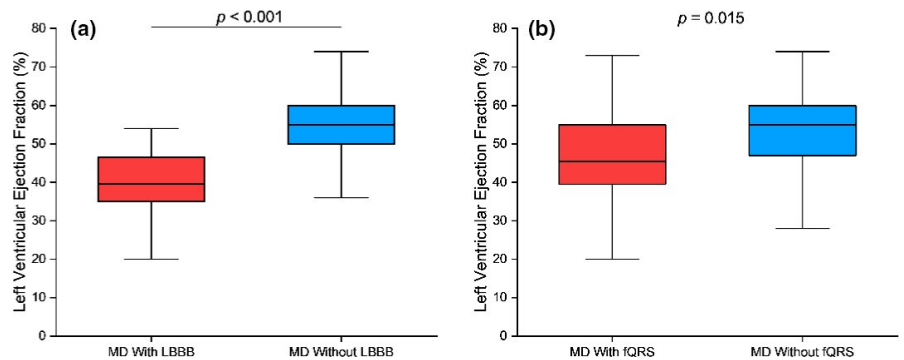 (a)
p < 0.001
Left Ventricular Ejection Fraction (%)
80
70
60
50
40
30
20
10
0
MD With LBBB
MD Without LBBB
(b)
p = 0.015
Left Ventricular Ejection Fraction (%)
80
70
60
50
40
30
20
10
0
MD With fQRS
MD Without fQRS